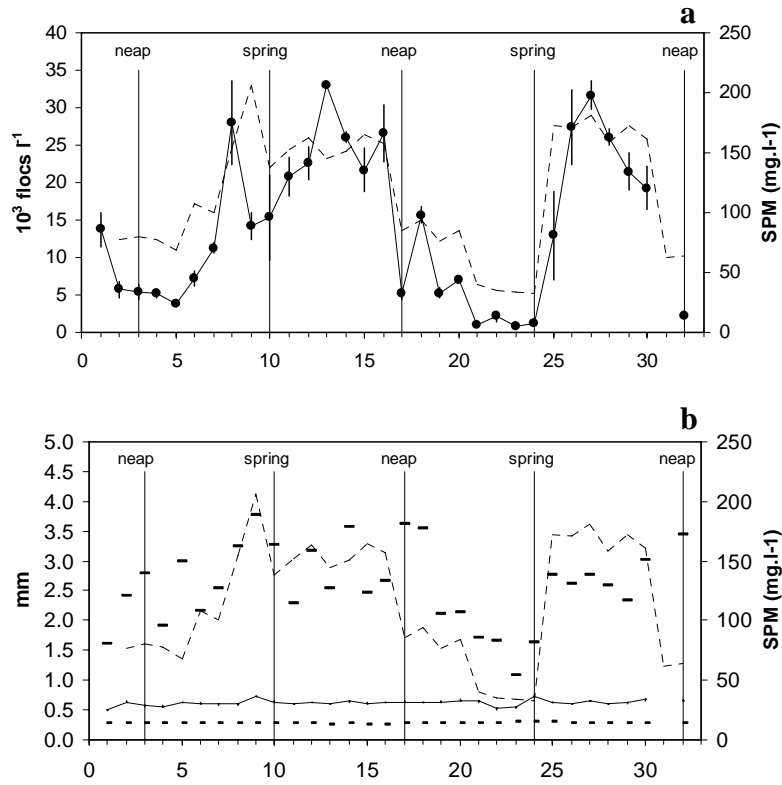 a
neap spring neap spring neap
40 250
35
30 200
25
150
20
15 100
10
50
5
0 0
10³ flocs l⁻¹
SPM (mg.l-1)
0 5 10 15 20 25 30
b
neap spring neap spring neap
5.0 250
4.5
4.0 200
3.5
3.0 150
2.5
2.0 100
1.5
1.0 50
0.5
0.0 0
mm
SPM (mg.l-1)
0 5 10 15 20 25 30